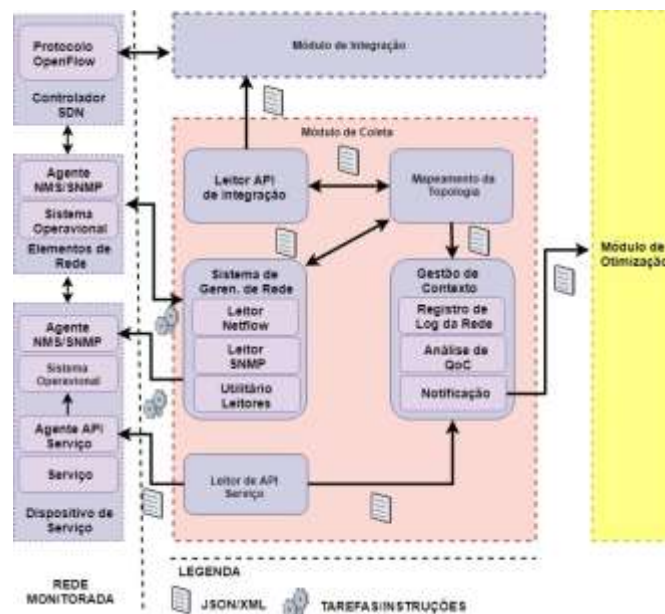 Protocolo
OpenFlow
Controlador
SDN
Agente
NMS/SNMP
Sistema
Operavional
Elementos de
Rede
Agente
NMS/SNMP
Sistema
Operacional
Agente API
Serviço
Serviço
Dispositivo de
Serviço
REDE
MONITORADA
Módulo de Integração
Módulo de Coleta
Leitor API
de Integração
Mapeamento da
Topologia
Sistema de
Geren. de Rede
Leitor
Netflow
Leitor
SNMP
Utilitário
Leitores
Gestão de
Contexto
Registro de
Log da Rede
Análise de
QoC
Notificação
Leitor de API
Serviço
Módulo de
Otimização
LEGENDA
JSON/XML
TAREFAS/INSTRUÇÕES